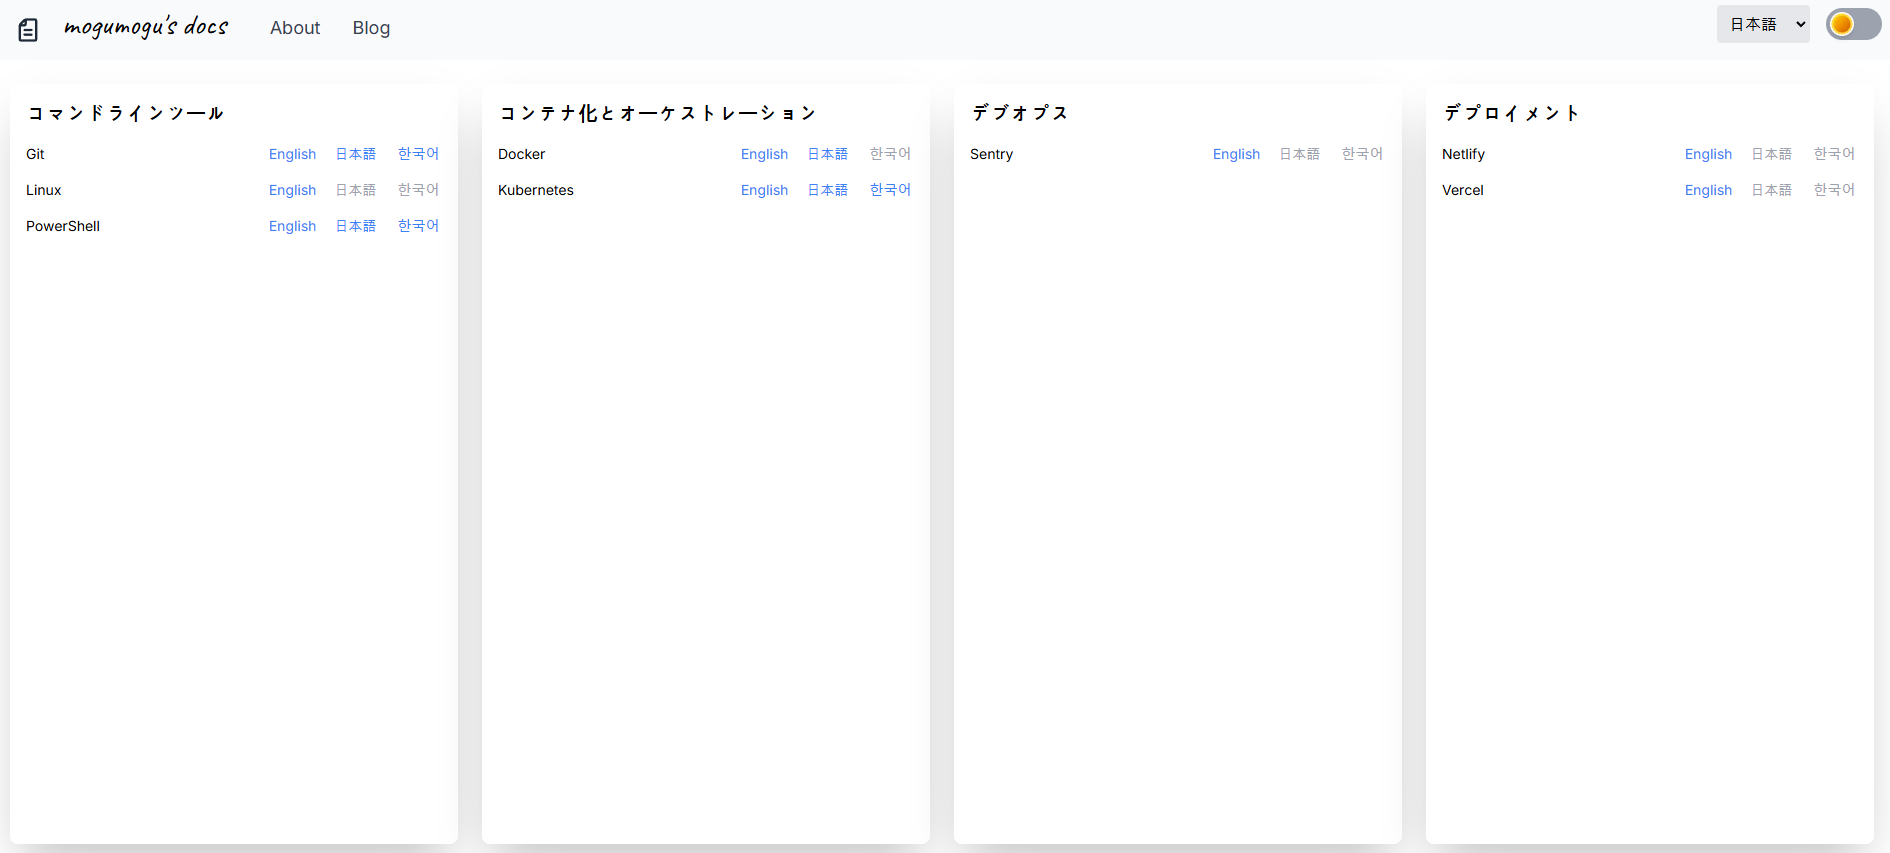 mogumogu's docs About Blog 日本語
コマンドラインツール
Git English 日本語 한국어
Linux English 日本語 한국어
PowerShell English 日本語 한국어
コンテナ化とオーケストレーション
Docker English 日本語 한국어
Kubernetes English 日本語 한국어
デブオプス
Sentry English 日本語 한국어
デプロイメント
Netlify English 日本語 한국어
Vercel English 日本語 한국어